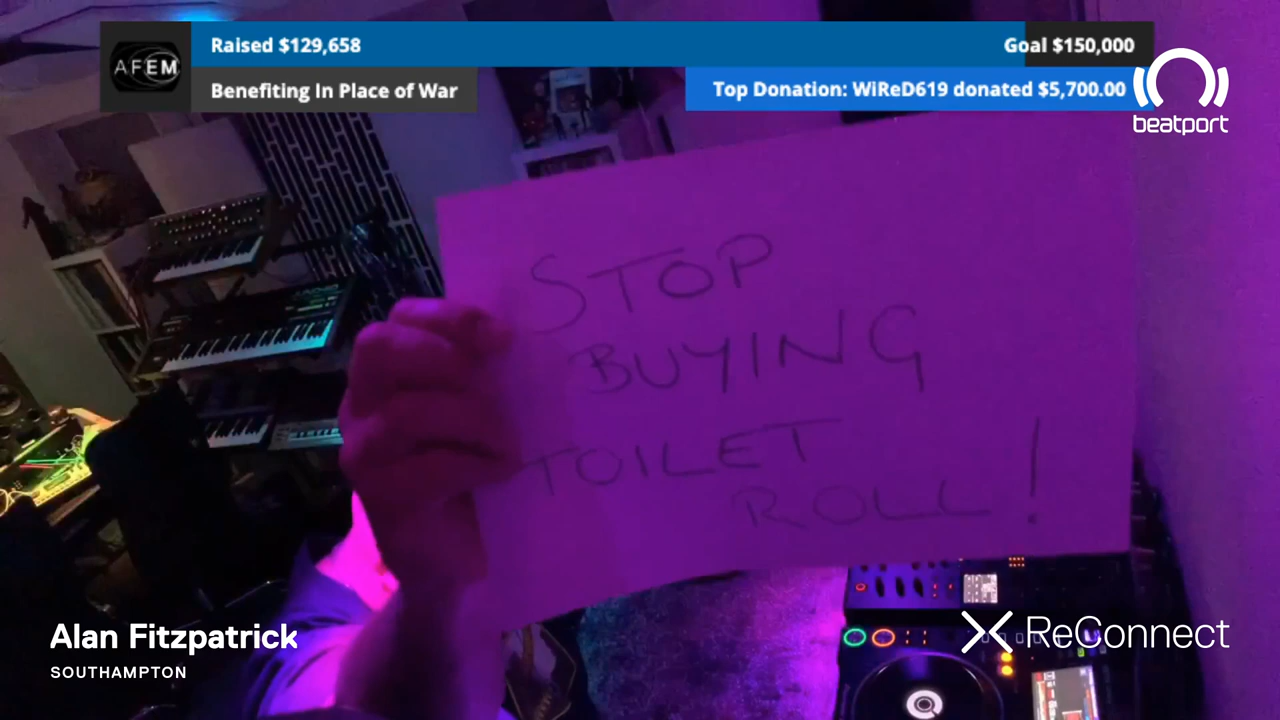 AFEM
Raised $129,658
Goal $150,000
Benefiting In Place of War
Top Donation: WiReD619 donated $5,700.00
beatport
STOP
BUYING
TOILET
ROLL!
Alan Fitzpatrick
SOUTHAMPTON
ReConnect